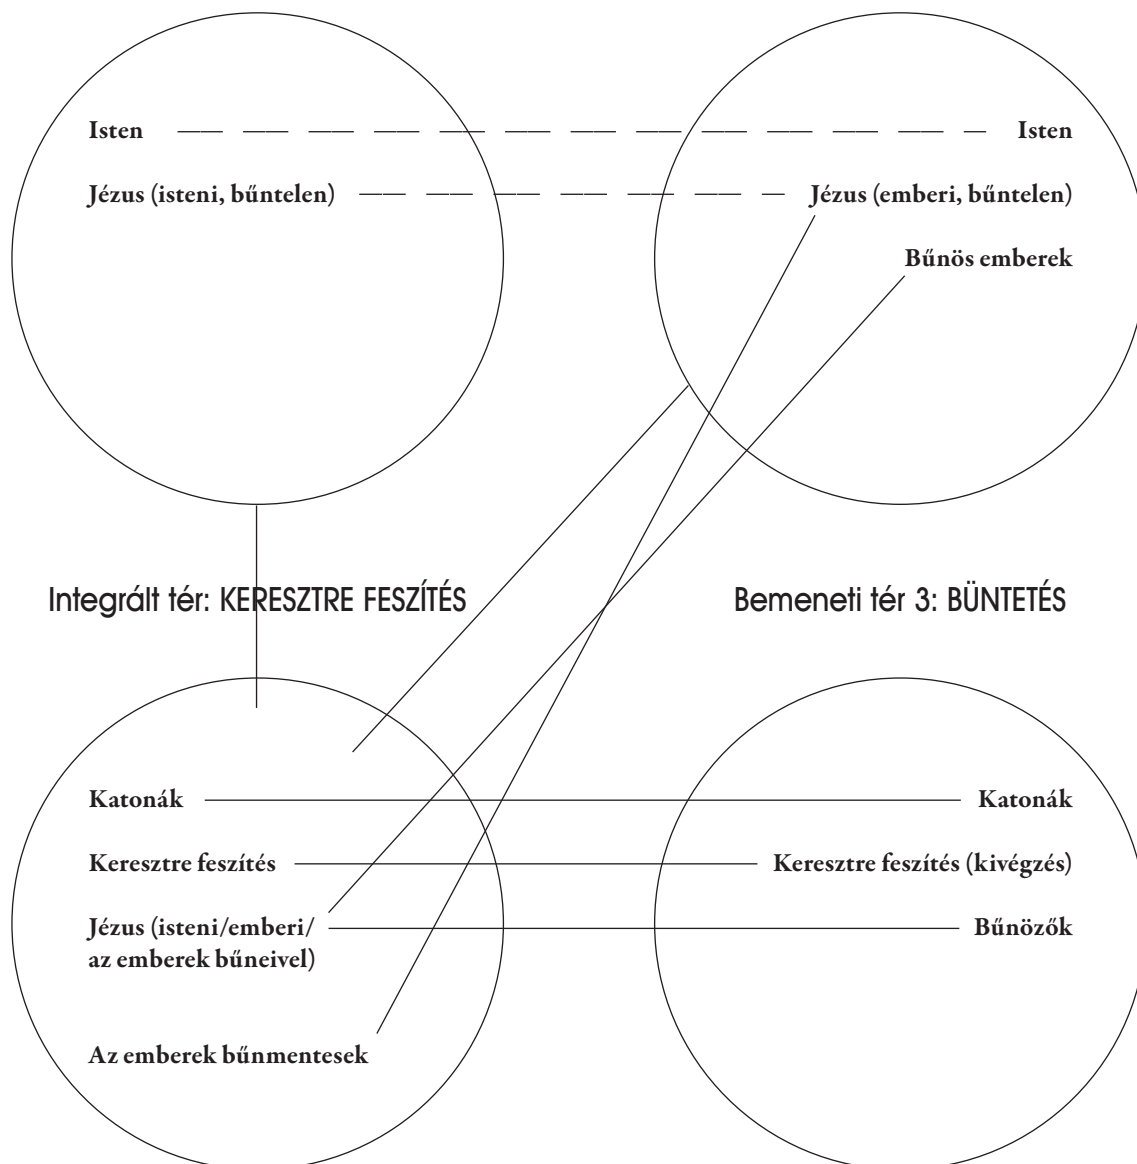 Isten
Isten
Jézus (isteni, bűntelen)
Jézus (emberi, bűntelen)
Bűnös emberek
Integrált tér: KERESZTRE FESZÍTÉS
Bemeneti tér 3: BÜNTETÉS
Katonák
Katonák
Keresztre feszítés
Keresztre feszítés (kivégzés)
Jézus (isteni/emberi/
az emberek bűneivel)
Bűnözők
Az emberek bűnmentesek